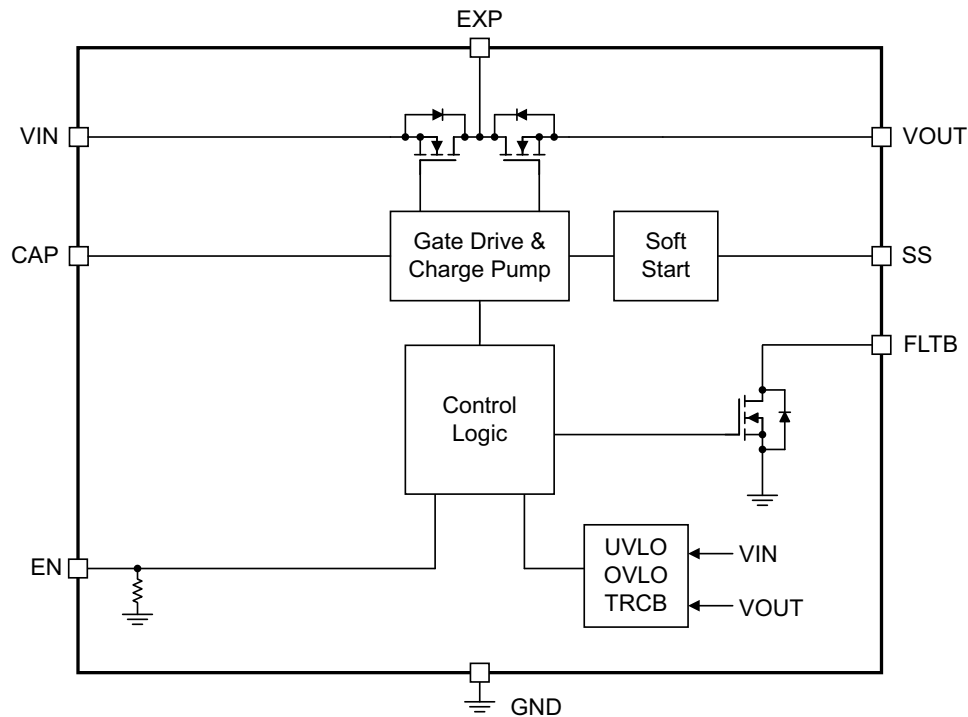 EXP
VIN
VOUT
CAP
Gate Drive &
Charge Pump
Soft
Start
SS
FLTB
Control
Logic
EN
UVLO
OVLO
TRCB
VIN
VOUT
GND